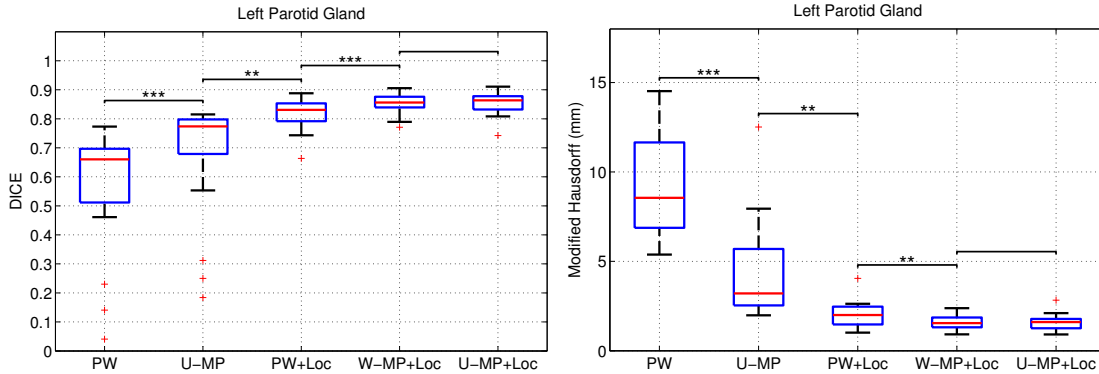 Left Parotid Gland
DICE
1
0.9
0.8
0.7
0.6
0.5
0.4
0.3
0.2
0.1
0
***
**
***
PW
U−MP
PW+Loc
W−MP+Loc
U−MP+Loc
Left Parotid Gland
Modified Hausdorff (mm)
15
10
5
0
***
**
**
PW
U−MP
PW+Loc
W−MP+Loc
U−MP+Loc